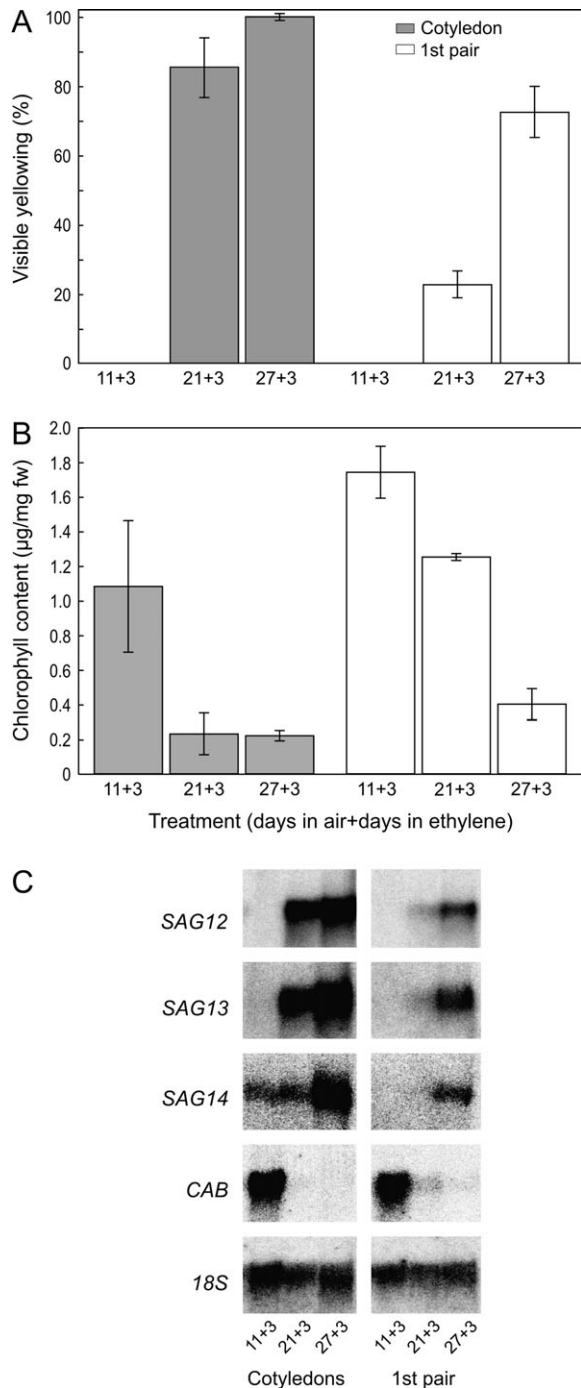 A
Cotyledon
1st pair
Visible yellowing (%)
100
80
60
40
20
0
11+3 21+3 27+3 11+3 21+3 27+3
B
Chlorophyll content (µg/mg fw)
2.0
1.8
1.6
1.4
1.2
1.0
0.8
0.6
0.4
0.2
0
11+3 21+3 27+3 11+3 21+3 27+3
Treatment (days in air+days in ethylene)
C
SAG12
SAG13
SAG14
CAB
18S
11+3 21+3 27+3 11+3 21+3 27+3
Cotyledons 1st pair